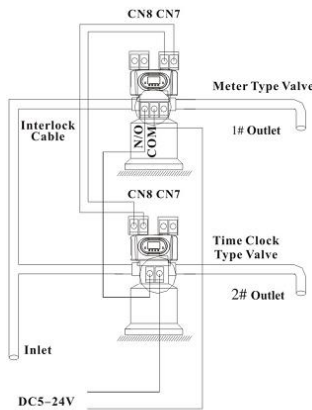 CN8 CN7
Meter Type Valve
Interlock
Cable
N/O
COM
1# Outlet
CN8 CN7
Time Clock
Type Valve
2# Outlet
Inlet
DC5-24V